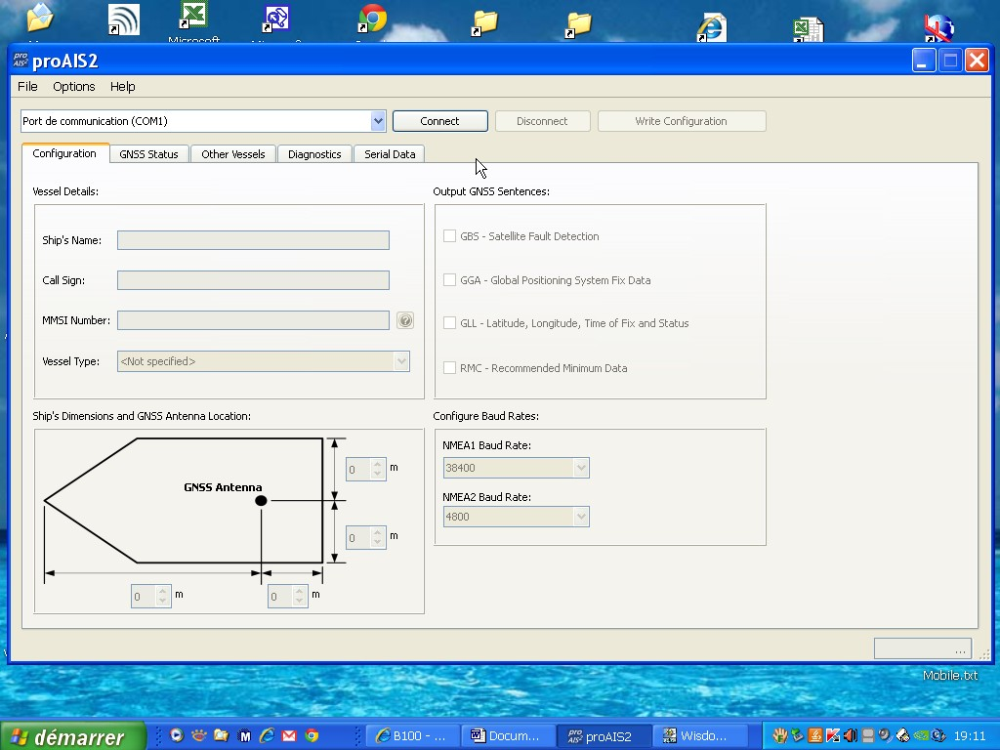 Microsoft
pro AIS2 proAIS2
File Options Help
Port de communication (COM1) Connect Disconnect Write Configuration
Configuration GNSS Status Other Vessels Diagnostics Serial Data
Vessel Details: Output GNSS Sentences:
Ship's Name: GBS - Satellite Fault Detection
Call Sign: GGA - Global Positioning System Fix Data
MMSI Number: ? GLL - Latitude, Longitude, Time of Fix and Status
Vessel Type: <Not specified> RMC - Recommended Minimum Data
Ship's Dimensions and GNSS Antenna Location: Configure Baud Rates:
NMEA1 Baud Rate:
0 m 38400
GNSS Antenna
NMEA2 Baud Rate:
4800
0 m
0 m 0 m
...
Mobile.txt
démarrer B100 - ... Docum... pro AIS2 proAIS2 Wisdo... 19:11